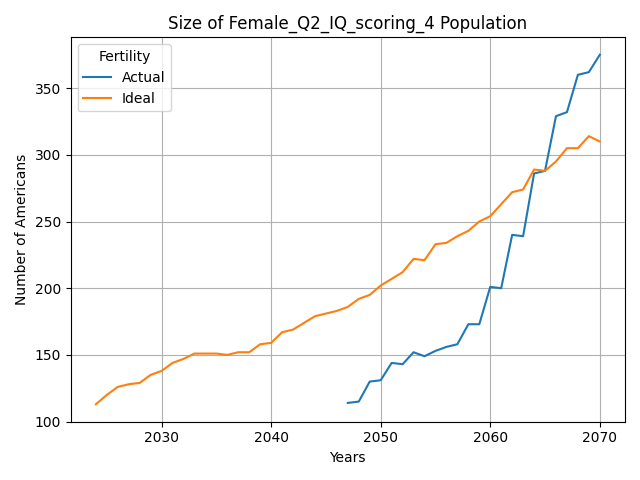 Size of Female_Q2_IQ_scoring_4 Population
Fertility
Actual
Ideal
Number of Americans
350
300
250
200
150
100
2030
2040
2050
2060
2070
Years